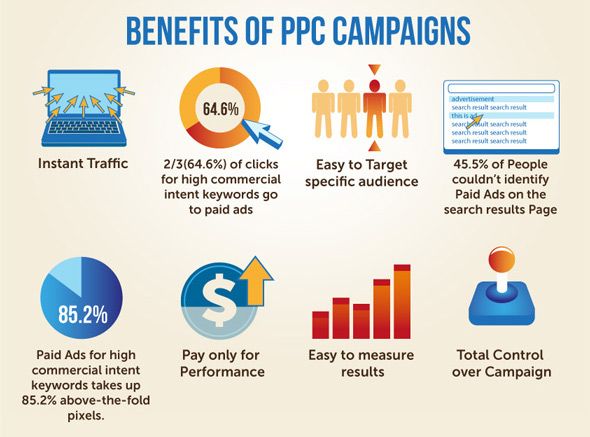 BENEFITS OF PPC CAMPAIGNS
Instant Traffic
64.6%
2/3(64.6%) of clicks
for high commercial
intent keywords go
to paid ads
Easy to Target
specific audience
advertisement
search result search result
this is ad
search result search result
search result search result
search result search result
45.5% of People
couldn't identify
Paid Ads on the
search results Page
85.2%
Paid Ads for high
commercial intent
keywords takes up
85.2% above-the-fold
pixels.
$
Pay only for
Performance
Easy to measure
results
Total Control
over Campaign